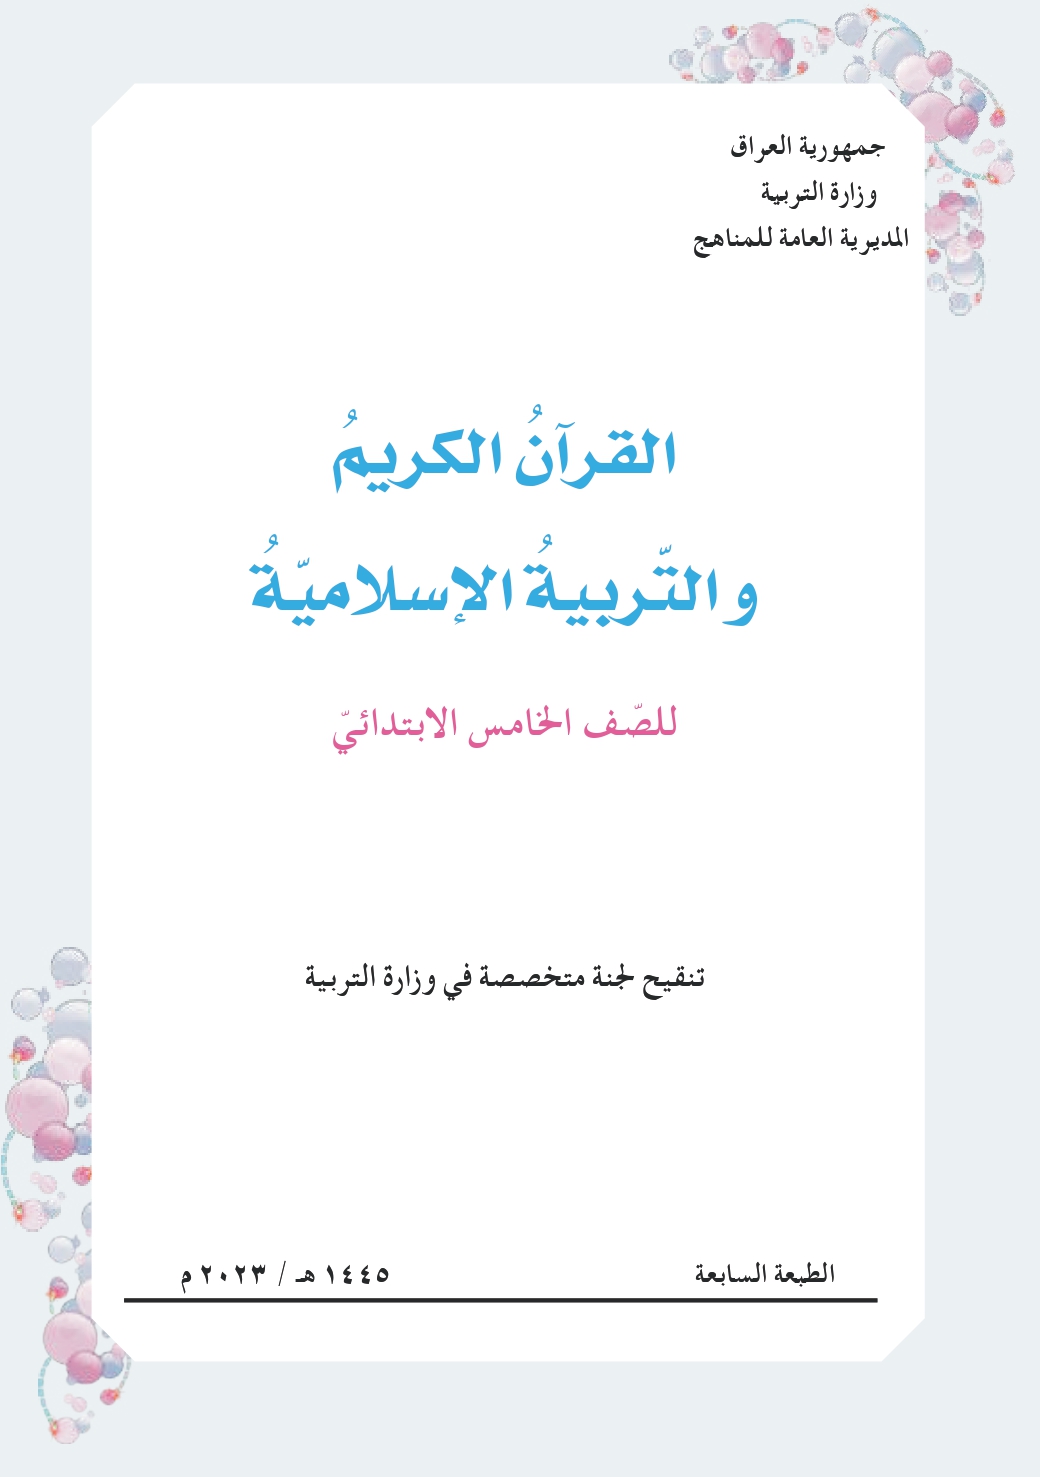 جمهورية العراق
وزارة التربية
المديرية العامة للمناهج
القرآنُ الكريمُ
والتّربيةُ الإسلاميّةُ
للصّف الخامس الابتدائيّ
تنقيح لجنة متخصصة في وزارة التربية
الطبعة السابعة
١٤٤٥ هـ / ٢٠٢٣ م